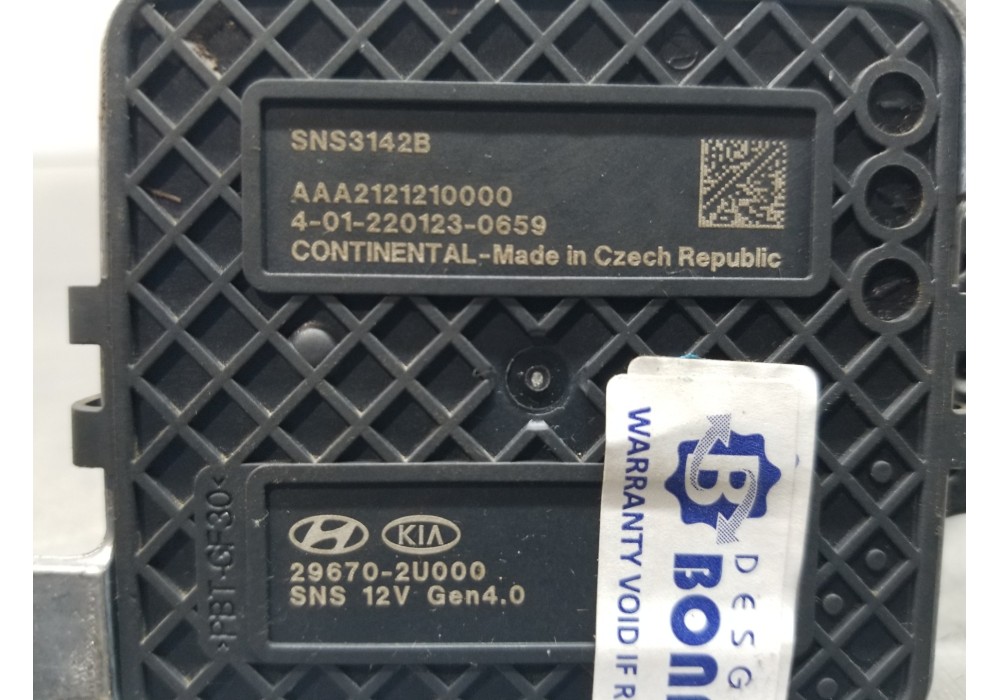 SNS3142B
AAA2121210000
4-01-220123-0659
CONTINENTAL-Made in Czech Republic
>PBT-GF30<
KIA
29670-2U000
SNS 12V Gen4.0
WARRANTY VOID IF R
B
DESG
BON